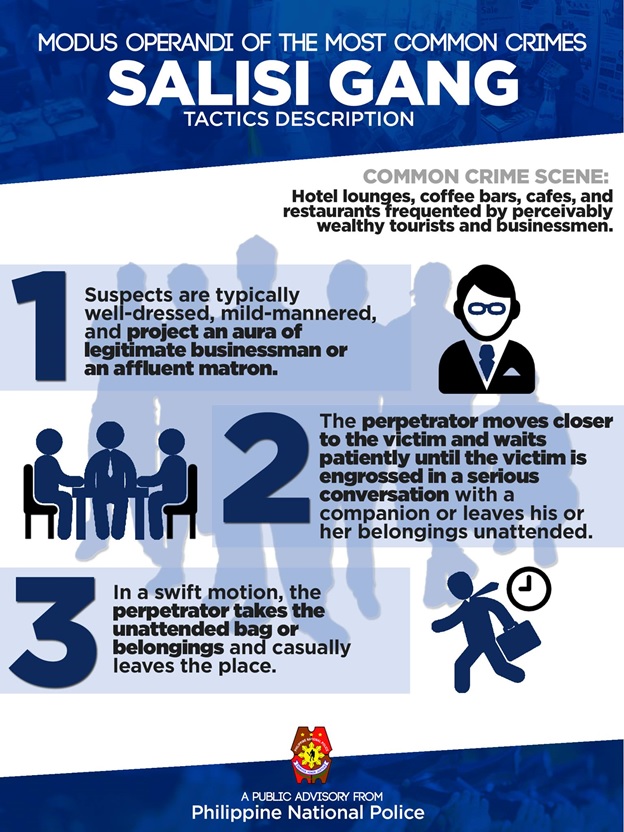 MODUS OPERANDI OF THE MOST COMMON CRIMES
SALISI GANG
TACTICS DESCRIPTION
COMMON CRIME SCENE:
Hotel lounges, coffee bars, cafes, and
restaurants frequented by perceivably
wealthy tourists and businessmen.
1
Suspects are typically
well-dressed, mild-mannered,
and project an aura of
legitimate businessman or
an affluent matron.
2
The perpetrator moves closer
to the victim and waits
patiently until the victim is
engrossed in a serious
conversation with a
companion or leaves his or
her belongings unattended.
3
In a swift motion, the
perpetrator takes the
unattended bag or
belongings and casually
leaves the place.
A PUBLIC ADVISORY FROM
Philippine National Police